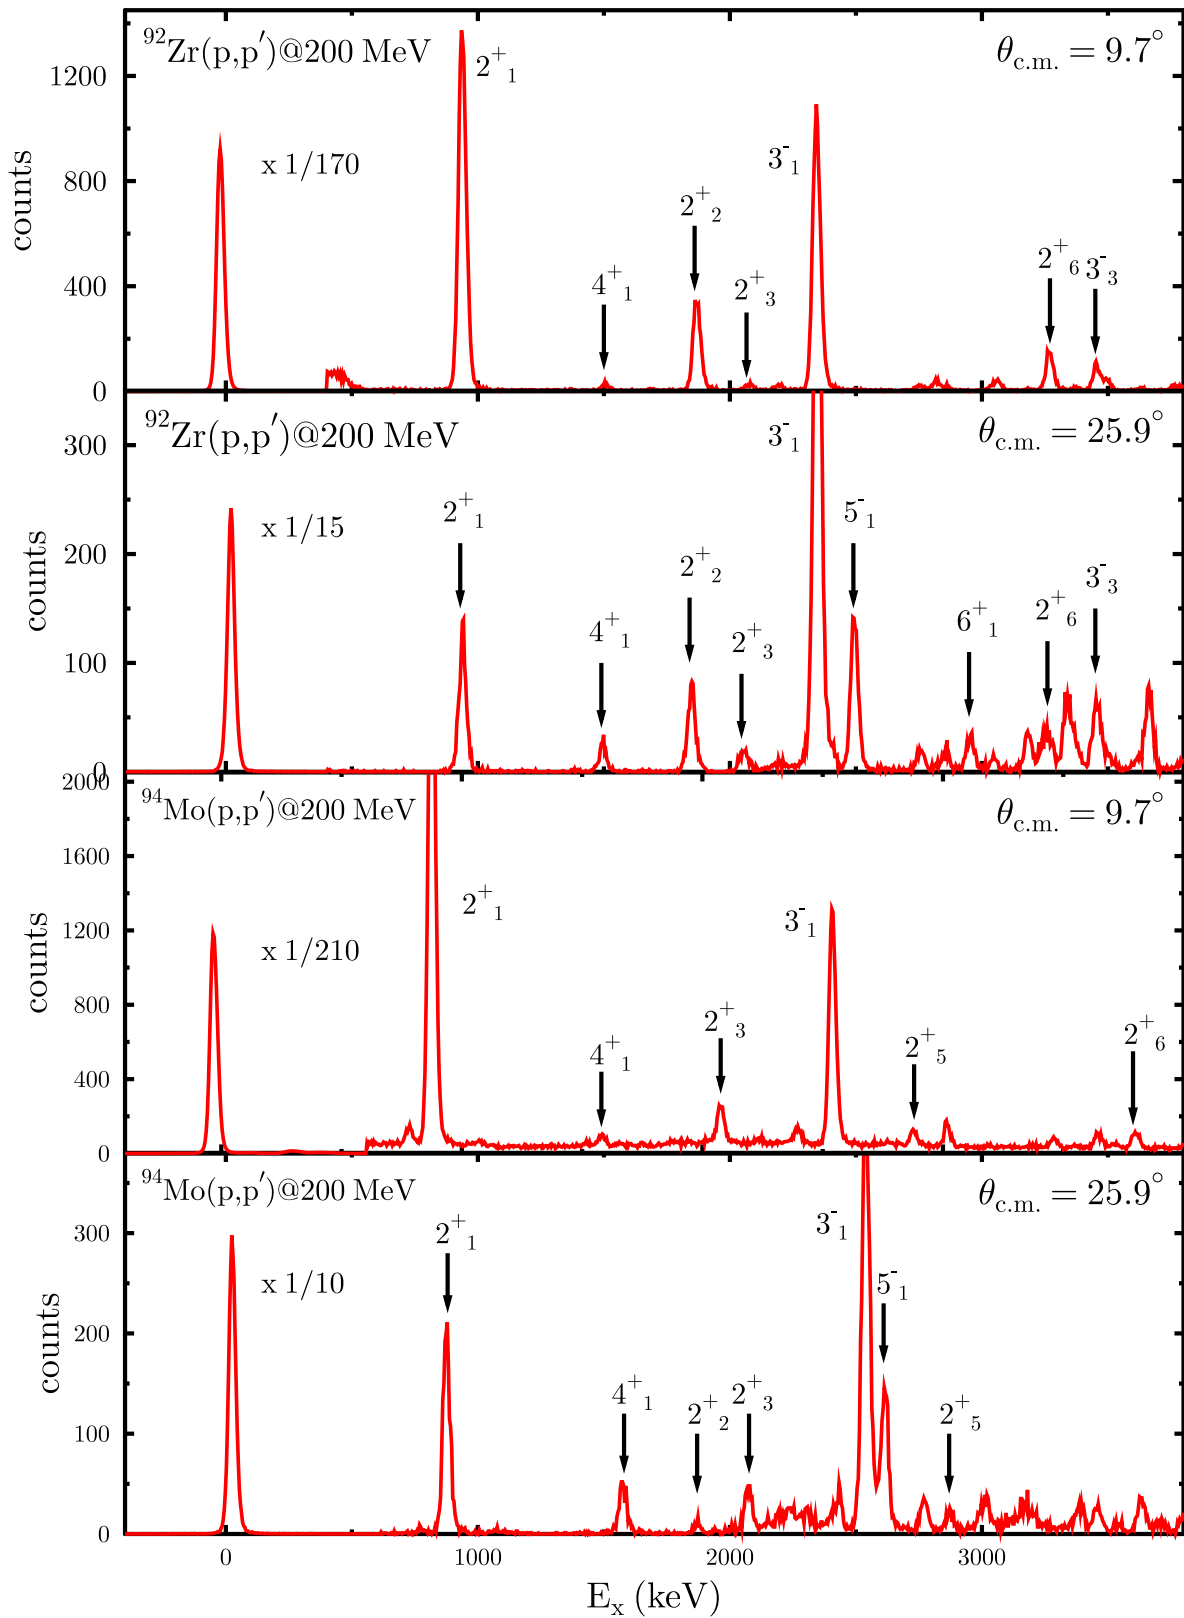 ⁹²Zr(p,p′)@200 MeV
θc.m. = 9.7°
2⁺₁
x 1/170
3⁻₁
2⁺₂
4⁺₁
2⁺₃
2⁺₆
3⁻₃
counts
1200
800
400
0
⁹²Zr(p,p′)@200 MeV
θc.m. = 25.9°
3⁻₁
x 1/15
2⁺₁
5⁻₁
2⁺₂
4⁺₁
2⁺₃
6⁺₁
2⁺₆
3⁻₃
counts
300
200
100
0
⁹⁴Mo(p,p′)@200 MeV
θc.m. = 9.7°
2⁺₁
3⁻₁
x 1/210
4⁺₁
2⁺₃
2⁺₅
2⁺₆
counts
2000
1600
1200
800
400
0
⁹⁴Mo(p,p′)@200 MeV
θc.m. = 25.9°
2⁺₁
3⁻₁
x 1/10
5⁻₁
4⁺₁
2⁺₂
2⁺₃
2⁺₅
counts
300
200
100
0
0 1000 2000 3000
Eₓ (keV)